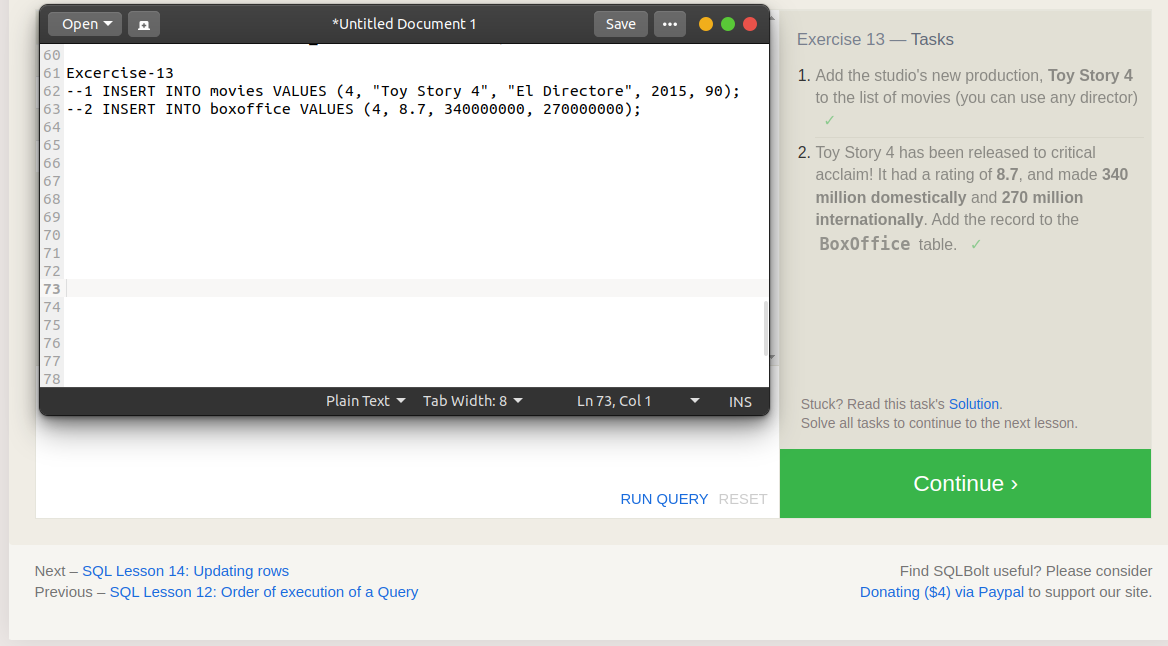 Open
*Untitled Document 1
Save
60
61 Excercise-13
62 --1 INSERT INTO movies VALUES (4, "Toy Story 4", "El Directore", 2015, 90);
63 --2 INSERT INTO boxoffice VALUES (4, 8.7, 340000000, 270000000);
64
65
66
67
68
69
70
71
72
73
74
75
76
77
78
Plain Text
Tab Width: 8
Ln 73, Col 1
INS
RUN QUERY RESET
Exercise 13 — Tasks
1. Add the studio's new production, Toy Story 4
to the list of movies (you can use any director)
✓
2. Toy Story 4 has been released to critical
acclaim! It had a rating of 8.7, and made 340
million domestically and 270 million
internationally. Add the record to the
BoxOffice table. ✓
Stuck? Read this task's Solution.
Solve all tasks to continue to the next lesson.
Continue ›
Next – SQL Lesson 14: Updating rows
Previous – SQL Lesson 12: Order of execution of a Query
Find SQLBolt useful? Please consider
Donating ($4) via Paypal to support our site.